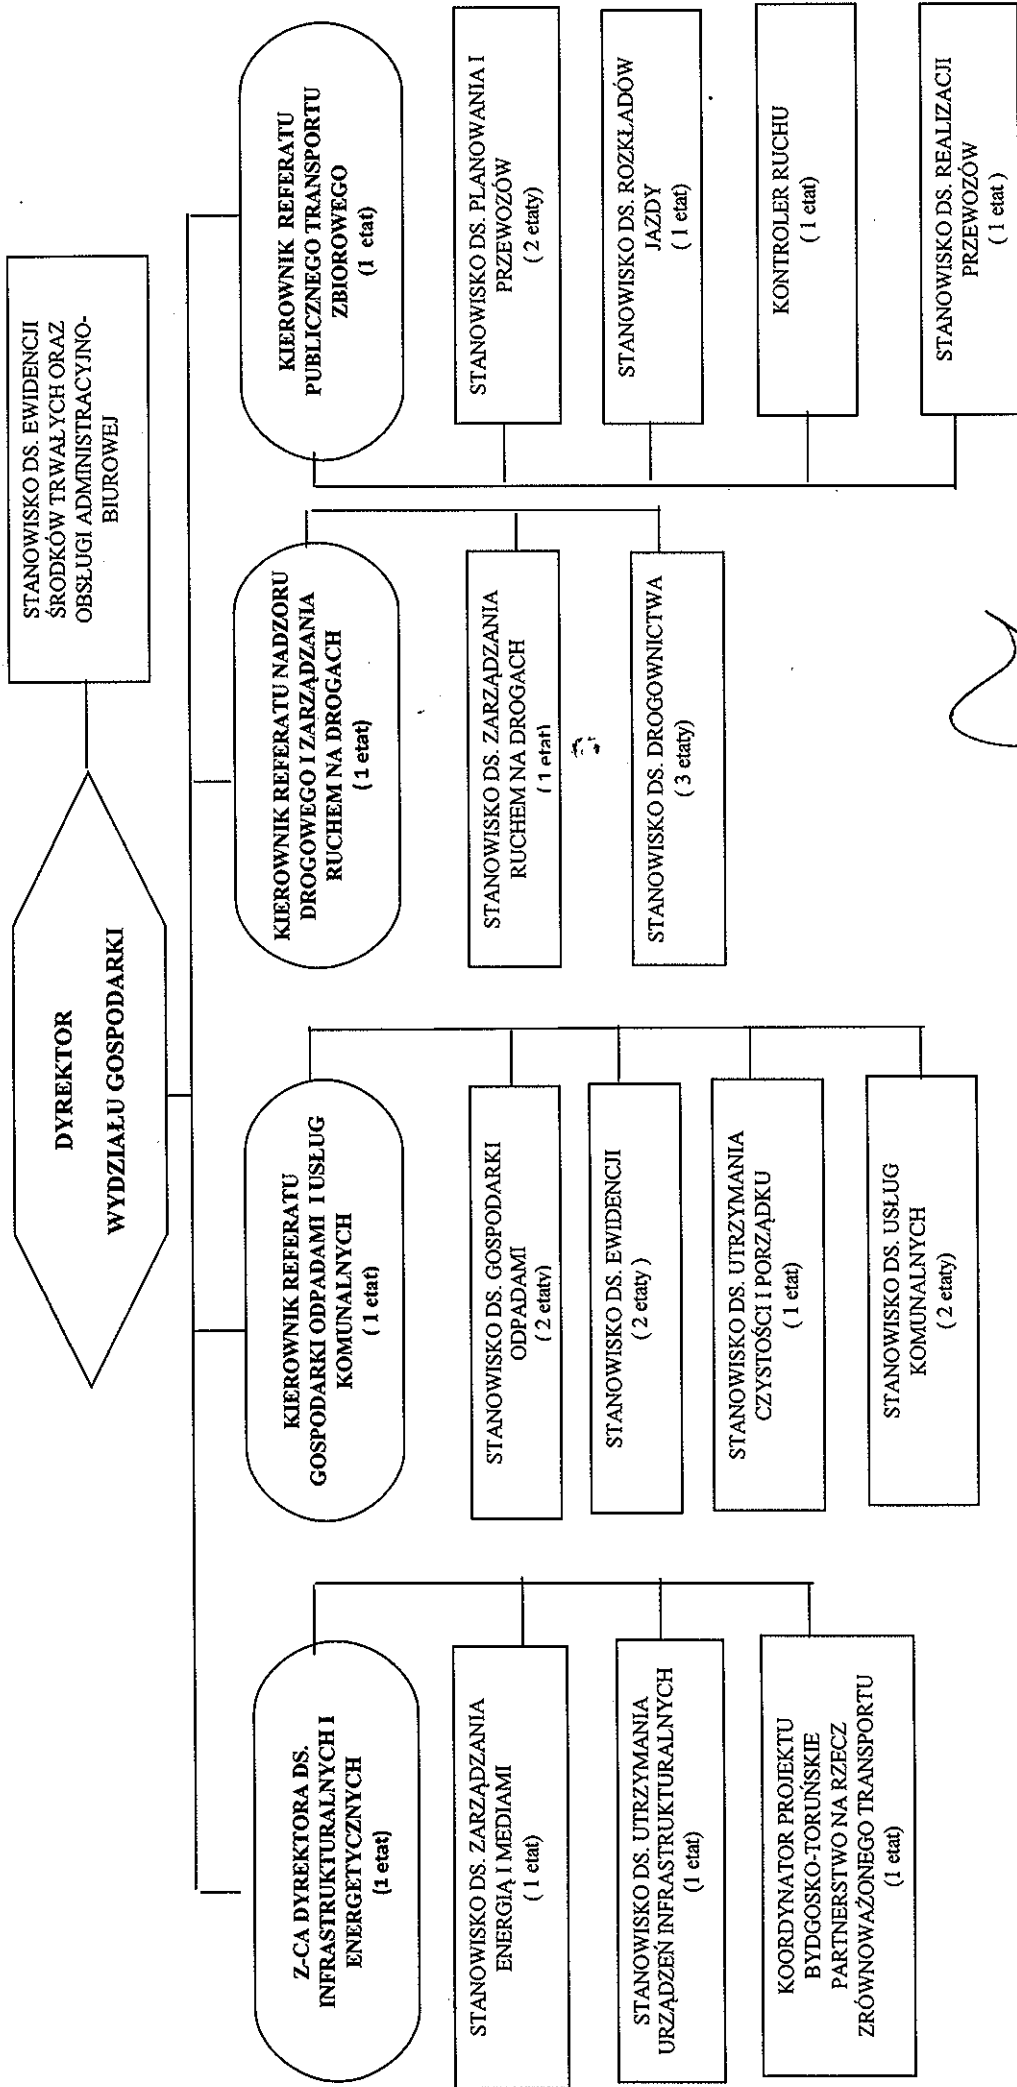 DYREKTOR
WYDZIAŁU GOSPODARKI
STANOWISKO DS. EWIDENCJI
ŚRODKÓW TRWAŁYCH ORAZ
OBSŁUGI ADMINISTRACYJNO-
BIUROWEJ
Z-CA DYREKTORA DS.
INFRASTRUKTURALNYCH I
ENERGETYCZNYCH
(1 etat)
STANOWISKO DS. ZARZĄDZANIA
ENERGIĄ I MEDIAMI
( 1 etat)
STANOWISKO DS. UTRZYMANIA
URZĄDZEŃ INFRASTRUKTURALNYCH
(1 etat)
KOORDYNATOR PROJEKTU
BYDGOSKO-TORUŃSKIE
PARTNERSTWO NA RZECZ
ZRÓWNOWAŻONEGO TRANSPORTU
(1 etat)
KIEROWNIK REFERATU
GOSPODARKI ODPADAMI I USŁUG
KOMUNALNYCH
( 1 etat)
STANOWISKO DS. GOSPODARKI
ODPADAMI
( 2 etaty)
STANOWISKO DS. EWIDENCJI
( 2 etaty )
STANOWISKO DS. UTRZYMANIA
CZYSTOŚCI I PORZĄDKU
( 1 etat)
STANOWISKO DS. USŁUG
KOMUNALNYCH
( 2 etaty)
KIEROWNIK REFERATU NADZORU
DROGOWEGO I ZARZĄDZANIA
RUCHEM NA DROGACH
( 1 etat)
STANOWISKO DS. ZARZĄDZANIA
RUCHEM NA DROGACH
( 1 etat)
STANOWISKO DS. DROGOWNICTWA
( 3 etaty)
KIEROWNIK REFERATU
PUBLICZNEGO TRANSPORTU
ZBIOROWEGO
(1 etat)
STANOWISKO DS. PLANOWANIA I
PRZEWOZÓW
( 2 etaty)
STANOWISKO DS. ROZKŁADÓW
JAZDY
( 1 etat)
KONTROLER RUCHU
( 1 etat)
STANOWISKO DS. REALIZACJI
PRZEWOZÓW
( 1 etat )